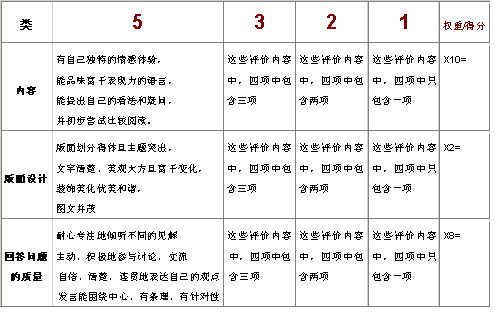 类 5 3 2 1 权重/得分
内容
有自己独特的情感体验,
能品味富于表现力的语言,
能提出自己的看法和疑问,
并初步尝试比较阅读。
这些评价内容
中,四项中包
含三项
这些评价内容
中,四项中包
含两项
这些评价内容
中,四项中只
包含一项
X10=
版面设计
版面划分得体且主题突出,
文字清楚、美观大方且富于变化,
装饰美化优美和谐,
图文并茂
这些评价内容
中,四项中包
含三项
这些评价内容
中,四项中包
含两项
这些评价内容
中,四项中只
包含一项
X2=
回答问题
的质量
耐心专注地倾听不同的见解
主动、积极地参与讨论、交流
自信、清楚、连贯地表达自己的观点
发言能围绕中心,有条理,有针对性
这些评价内容
中,四项中包
含三项
这些评价内容
中,四项中包
含两项
这些评价内容
中,四项中只
包含一项
X8=